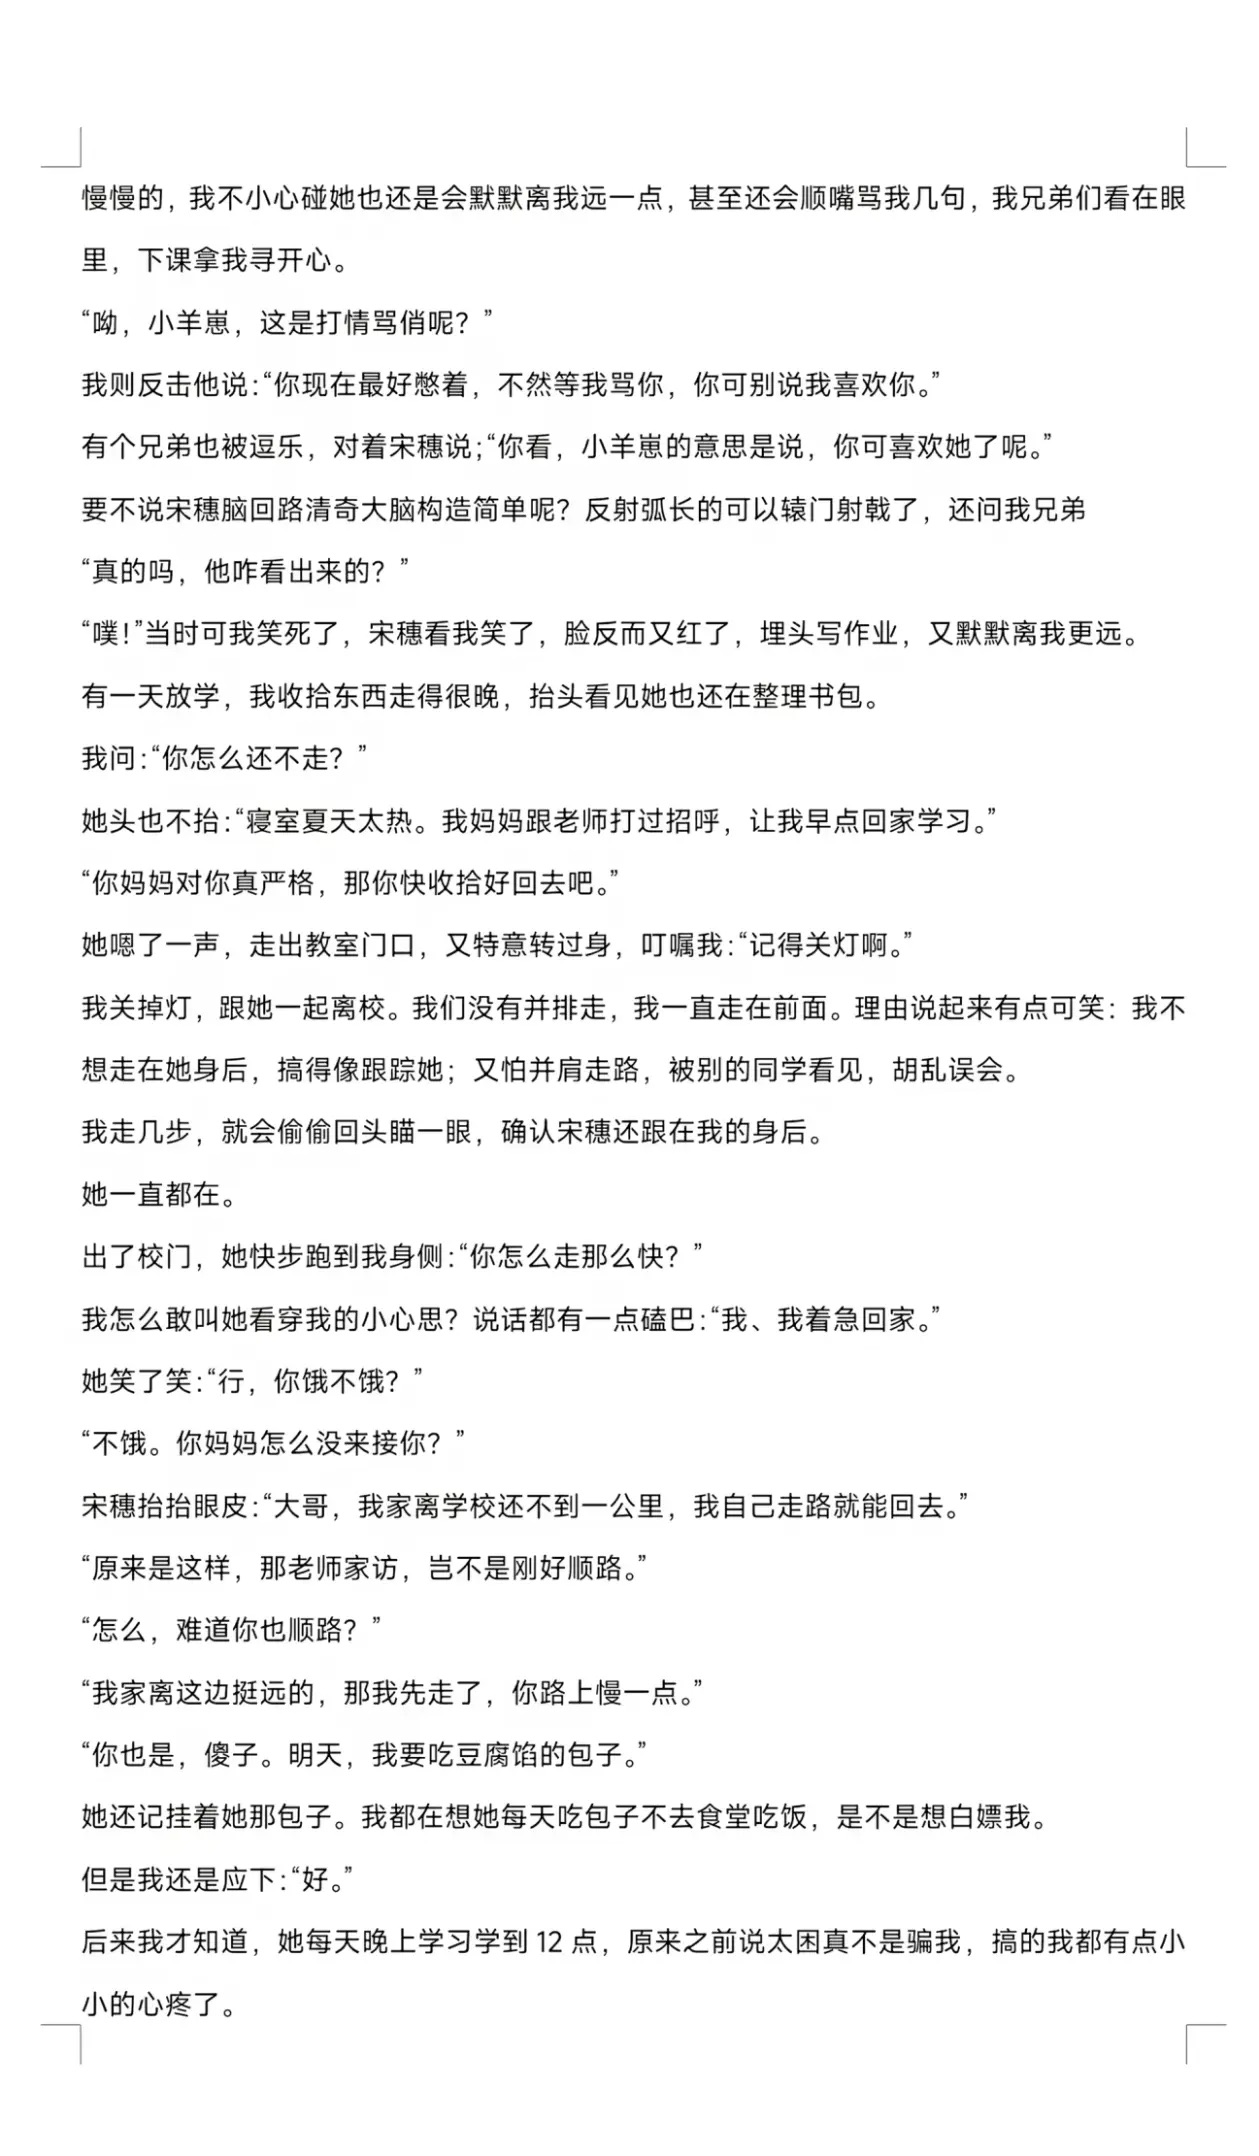 慢慢的，我不小心碰她也还是会默默离我远一点，甚至还会顺嘴骂我几句，我兄弟们看在眼
里，下课拿我寻开心。
“呦，小羊崽，这是打情骂俏呢？”
我则反击他说：“你现在最好憋着，不然等我骂你，你可别说我喜欢你。”
有个兄弟也被逗乐，对着宋穗说；“你看，小羊崽的意思是说，你可喜欢她了呢。”
要不说宋穗脑回路清奇大脑构造简单呢？反射弧长的可以辕门射戟了，还问我兄弟
“真的吗，他咋看出来的？”
“噗！”当时可我笑死了，宋穗看我笑了，脸反而又红了，埋头写作业，又默默离我更远。
有一天放学，我收拾东西走得很晚，抬头看见她也还在整理书包。
我问：“你怎么还不走？”
她头也不抬：“寝室夏天太热。我妈妈跟老师打过招呼，让我早点回家学习。”
“你妈妈对你真严格，那你快收拾好回去吧。”
她嗯了一声，走出教室门口，又特意转过身，叮嘱我：“记得关灯啊。”
我关掉灯，跟她一起离校。我们没有并排走，我一直走在前面。理由说起来有点可笑：我不
想走在她身后，搞得像跟踪她；又怕并肩走路，被别的同学看见，胡乱误会。
我走几步，就会偷偷回头瞄一眼，确认宋穗还跟在我的身后。
她一直都在。
出了校门，她快步跑到我身侧：“你怎么走那么快？”
我怎么敢叫她看穿我的小心思？说话都有一点磕巴：“我、我着急回家。”
她笑了笑：“行，你饿不饿？”
“不饿。你妈妈怎么没来接你？”
宋穗抬抬眼皮：“大哥，我家离学校还不到一公里，我自己走路就能回去。”
“原来是这样，那老师家访，岂不是刚好顺路。”
“怎么，难道你也顺路？”
“我家离这边挺远的，那我先走了，你路上慢一点。”
“你也是，傻子。明天，我要吃豆腐馅的包子。”
她还记挂着她那包子。我都在想她每天吃包子不去食堂吃饭，是不是想白嫖我。
但是我还是应下：“好。”
后来我才知道，她每天晚上学习学到 12 点，原来之前说太困真不是骗我，搞的我都有点小
小的心疼了。